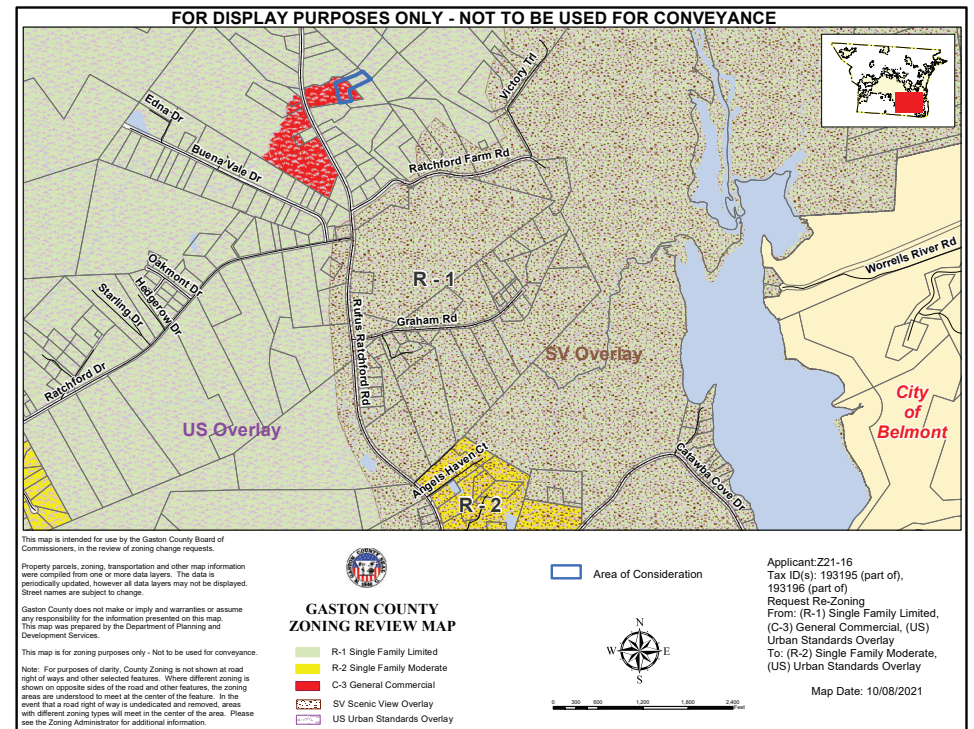 FOR DISPLAY PURPOSES ONLY - NOT TO BE USED FOR CONVEYANCE
Edna Dr
Buena Vale Dr
Victory Trl
Ratchford Farm Rd
Oakmont Dr
Hedgerow Dr
Starling Dr
Ratchford Dr
R - 1
Graham Rd
Rufus Ratchford Rd
SV Overlay
US Overlay
Worrells River Rd
City
of
Belmont
Angels Haven Ct
R - 2
Catawba Cove Dr
This map is intended for use by the Gaston County Board of
Commissioners, in the review of zoning change requests.
Property parcels, zoning, transportation and other map information
were compiled from one or more data layers. The data is
periodically updated, however all data layers may not be displayed.
Street names are subject to change.
Gaston County does not make or imply and warranties or assume
any responsibility for the information presented on this map.
This map was prepared by the Department of Planning and
Development Services.
This map is for zoning purposes only - Not to be used for conveyance.
Note: For purposes of clarity, County Zoning is not shown at road
right of ways and other selected features. Where different zoning is
shown on opposite sides of the road and other features, the zoning
areas are understood to meet at the center of the feature. In the
event that a road right of way is undedicated and removed, areas
with different zoning types will meet in the center of the area. Please
see the Zoning Administrator for additional information.
GASTON COUNTY
ZONING REVIEW MAP
R-1 Single Family Limited
R-2 Single Family Moderate
C-3 General Commercial
SV Scenic View Overlay
US Urban Standards Overlay
Area of Consideration
N
W E
S
0 300 600 1,200 1,800 2,400
Feet
Applicant:Z21-16
Tax ID(s): 193195 (part of),
193196 (part of)
Request Re-Zoning
From: (R-1) Single Family Limited,
(C-3) General Commercial, (US)
Urban Standards Overlay
To: (R-2) Single Family Moderate,
(US) Urban Standards Overlay
Map Date: 10/08/2021